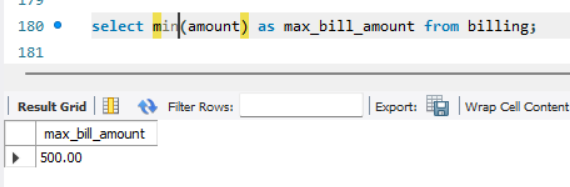 179
180 select min(amount) as max_bill_amount from billing;
181
Result Grid Filter Rows: Export: Wrap Cell Content
max_bill_amount
500.00